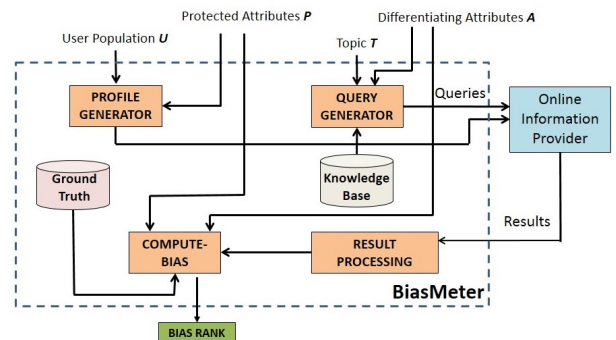 Protected Attributes P
Differentiating Attributes A
User Population U
Topic T
PROFILE
GENERATOR
QUERY
GENERATOR
Queries
Online
Information
Provider
Ground
Truth
Knowledge
Base
Results
COMPUTE-
BIAS
RESULT
PROCESSING
BiasMeter
BIAS RANK